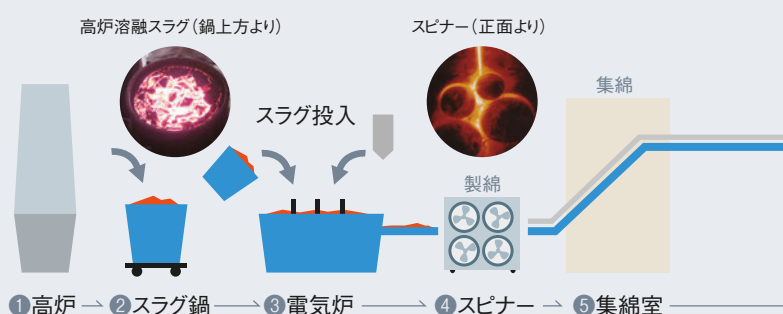 高炉溶融スラグ（鍋上方より）
スピナー（正面より）
スラグ投入
集綿
製綿
❶高炉
❷スラグ鍋
❸電気炉
❹スピナー
❺集綿室